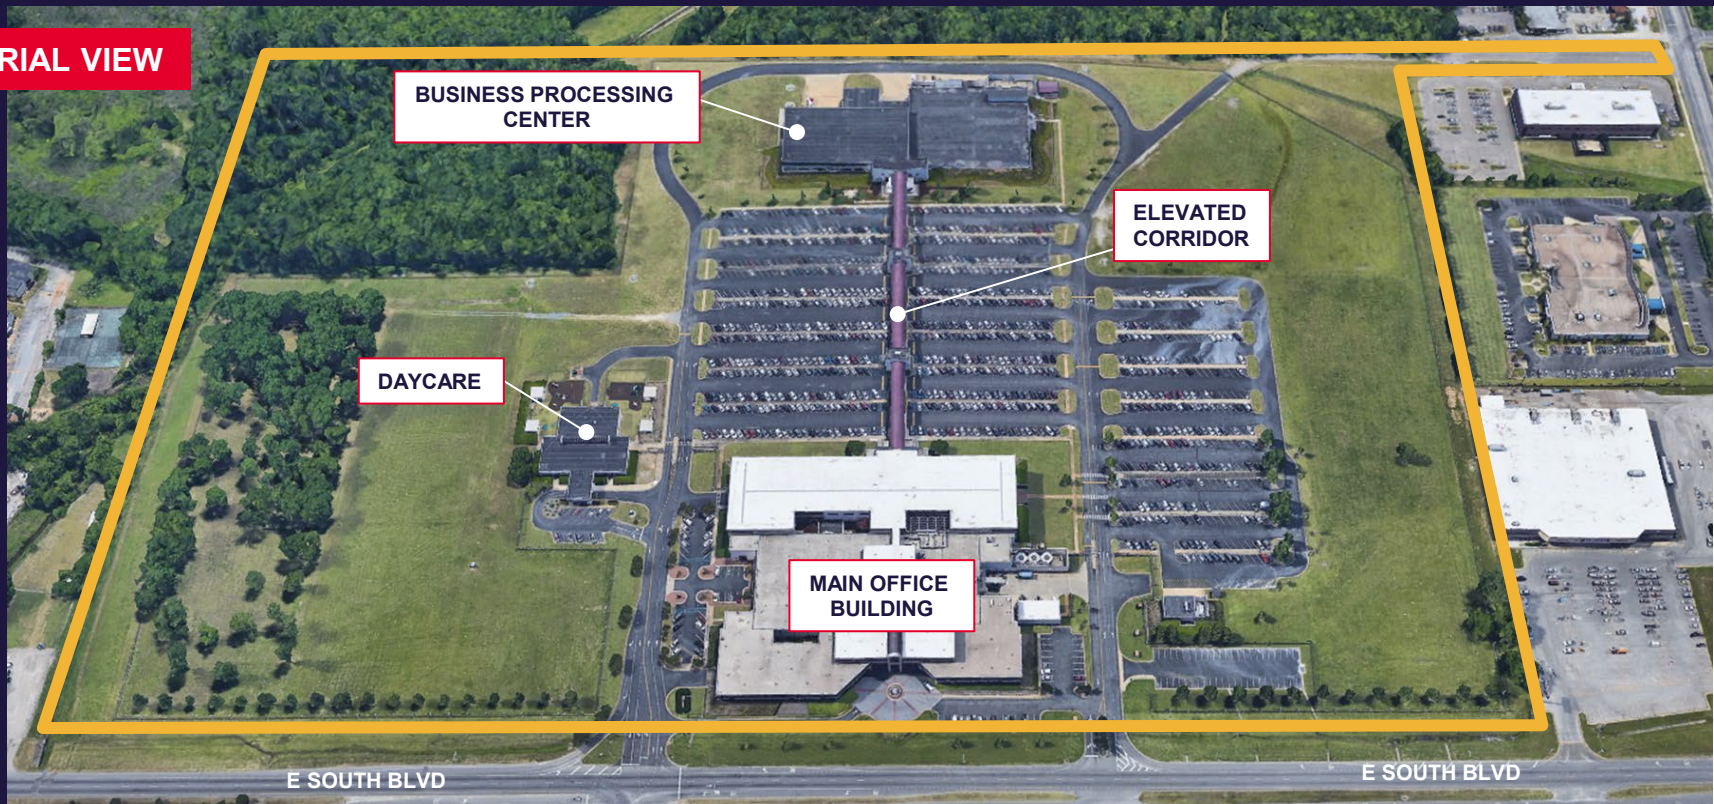 RIAL VIEW
BUSINESS PROCESSING
CENTER
ELEVATED
CORRIDOR
DAYCARE
MAIN OFFICE
BUILDING
E SOUTH BLVD
E SOUTH BLVD